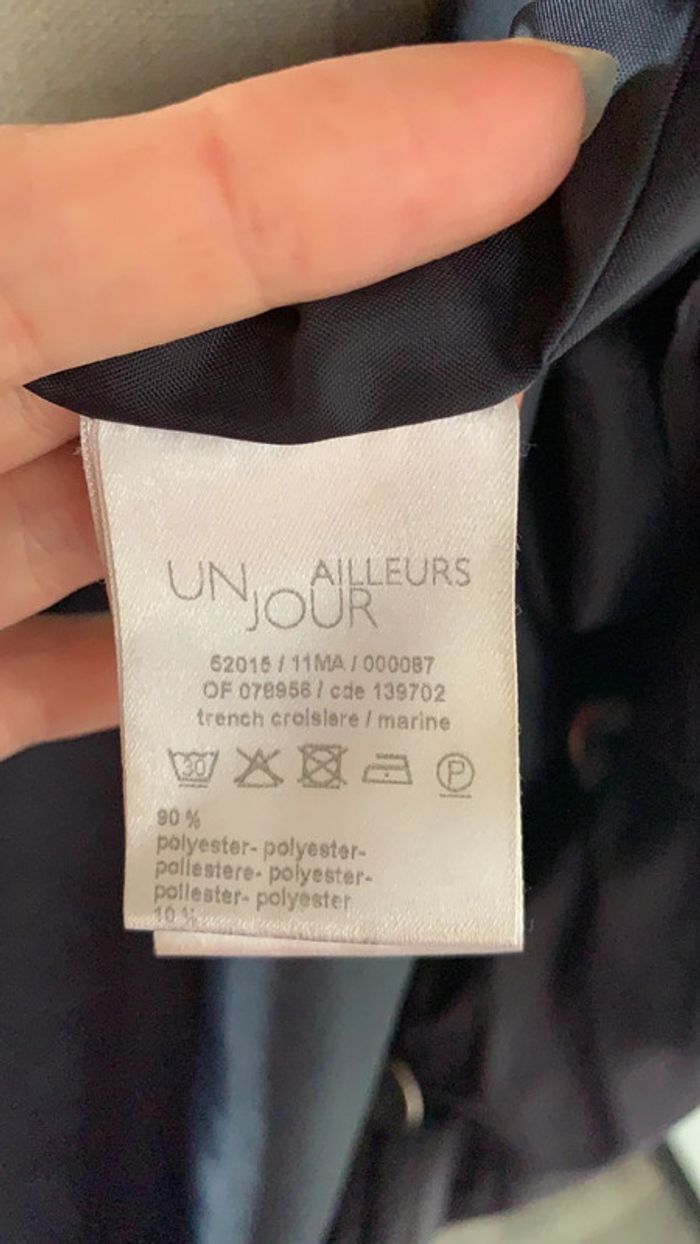 UN JOUR AILLEURS
52015 / 11MA / 000087
OF 078956 / cde 139702
trench croisiere / marine
30 P
90 %
polyester- polyester-
poliestere- polyester-
poliester- polyester
10 %